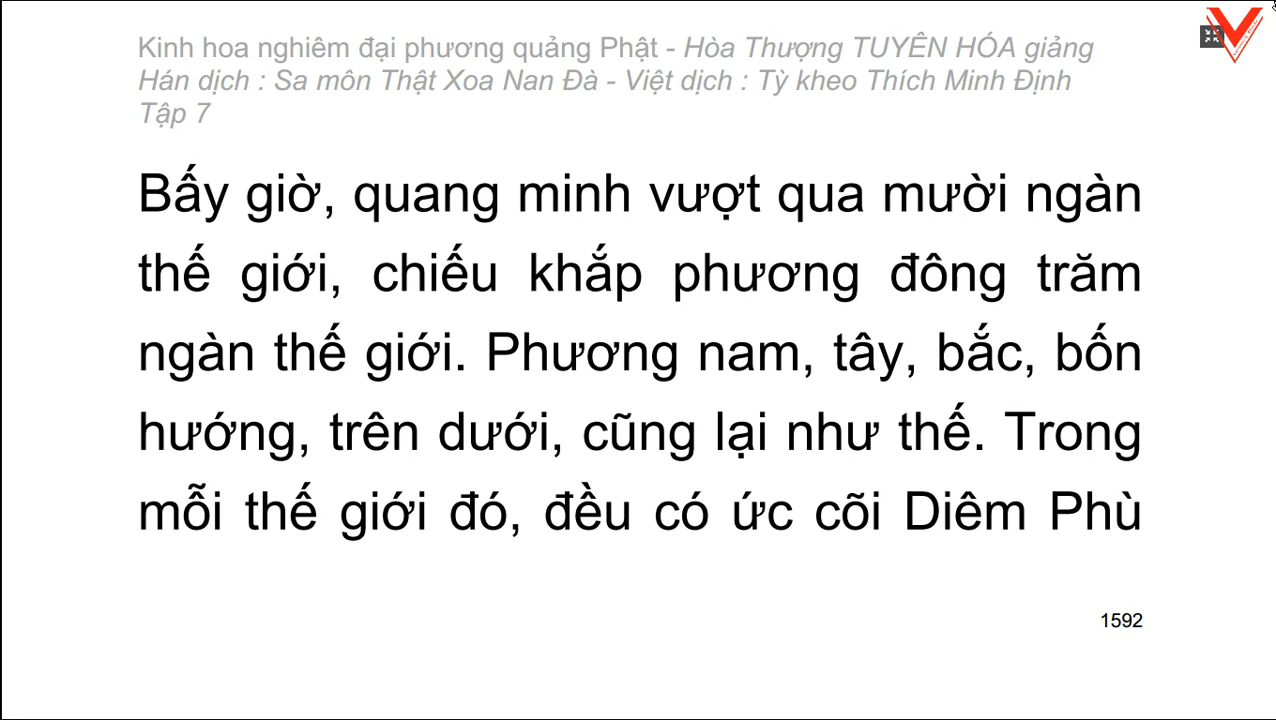 Kinh hoa nghiêm đại phương quảng Phật - Hòa Thượng TUYÊN HÓA giảng
Hán dịch : Sa môn Thật Xoa Nan Đà - Việt dịch : Tỳ kheo Thích Minh Định
Tập 7
Bấy giờ, quang minh vượt qua mười ngàn
thế giới, chiếu khắp phương đông trăm
ngàn thế giới. Phương nam, tây, bắc, bốn
hướng, trên dưới, cũng lại như thế. Trong
mỗi thế giới đó, đều có ức cõi Diêm Phù
1592